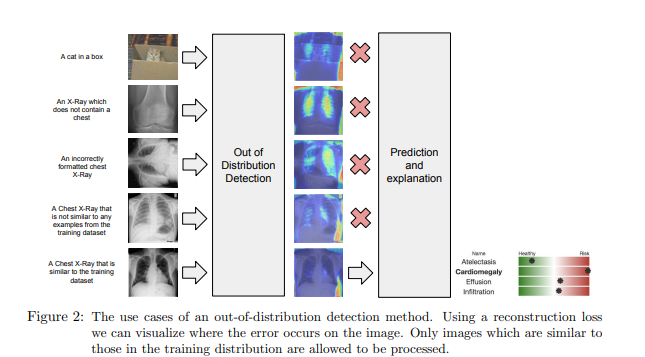 A cat in a box
An X-Ray which
does not contain a
chest
An incorrectly
formatted chest
X-Ray
A Chest X-Ray that
is not similar to any
examples from the
training dataset
A Chest X-Ray that is
similar to the training
dataset
Out of
Distribution
Detection
Prediction
and
explanation
Name
Healthy
Risk
Atelectasis
Cardiomegaly
Effusion
Infiltration
Figure 2: The use cases of an out-of-distribution detection method. Using a reconstruction loss
we can visualize where the error occurs on the image. Only images which are similar to
those in the training distribution are allowed to be processed.